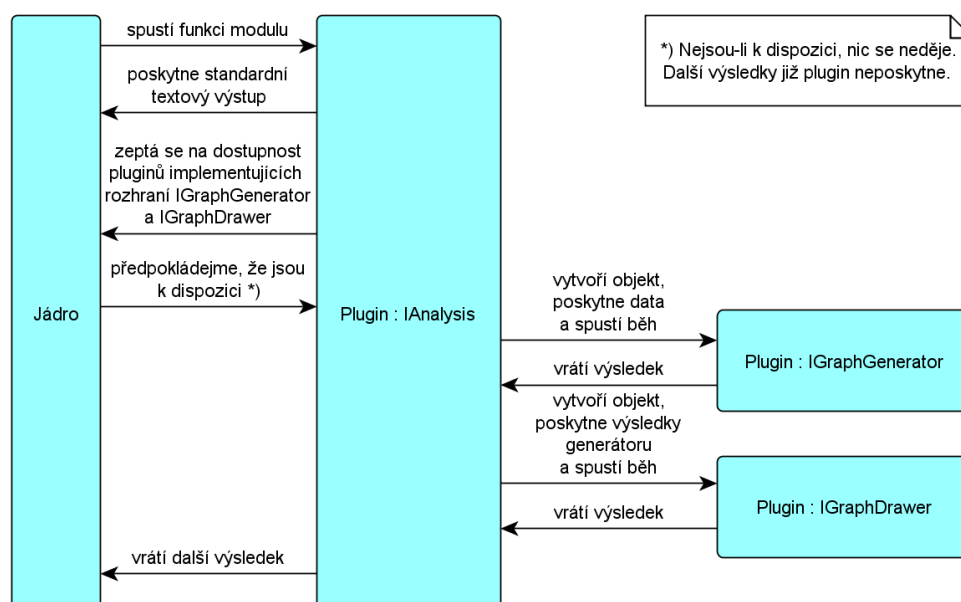 spustí funkci modulu
*) Nejsou-li k dispozici, nic se neděje.
Další výsledky již plugin neposkytne.
poskytne standardní
textový výstup
zeptá se na dostupnost
pluginů implementujících
rozhraní IGraphGenerator
a IGraphDrawer
předpokládejme, že jsou
k dispozici *)
Jádro
Plugin : IAnalysis
vytvoří objekt,
poskytne data
a spustí běh
Plugin : IGraphGenerator
vrátí výsledek
vytvoří objekt,
poskytne výsledky
generátoru
a spustí běh
Plugin : IGraphDrawer
vrátí výsledek
vrátí další výsledek